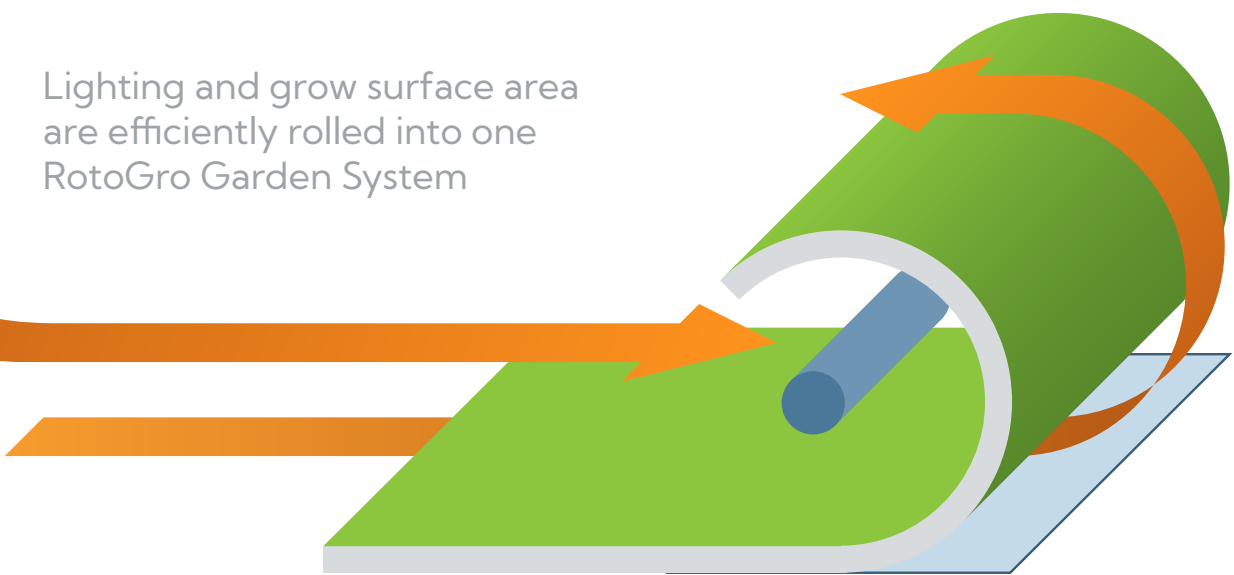 Lighting and grow surface area
are efficiently rolled into one
RotoGro Garden System